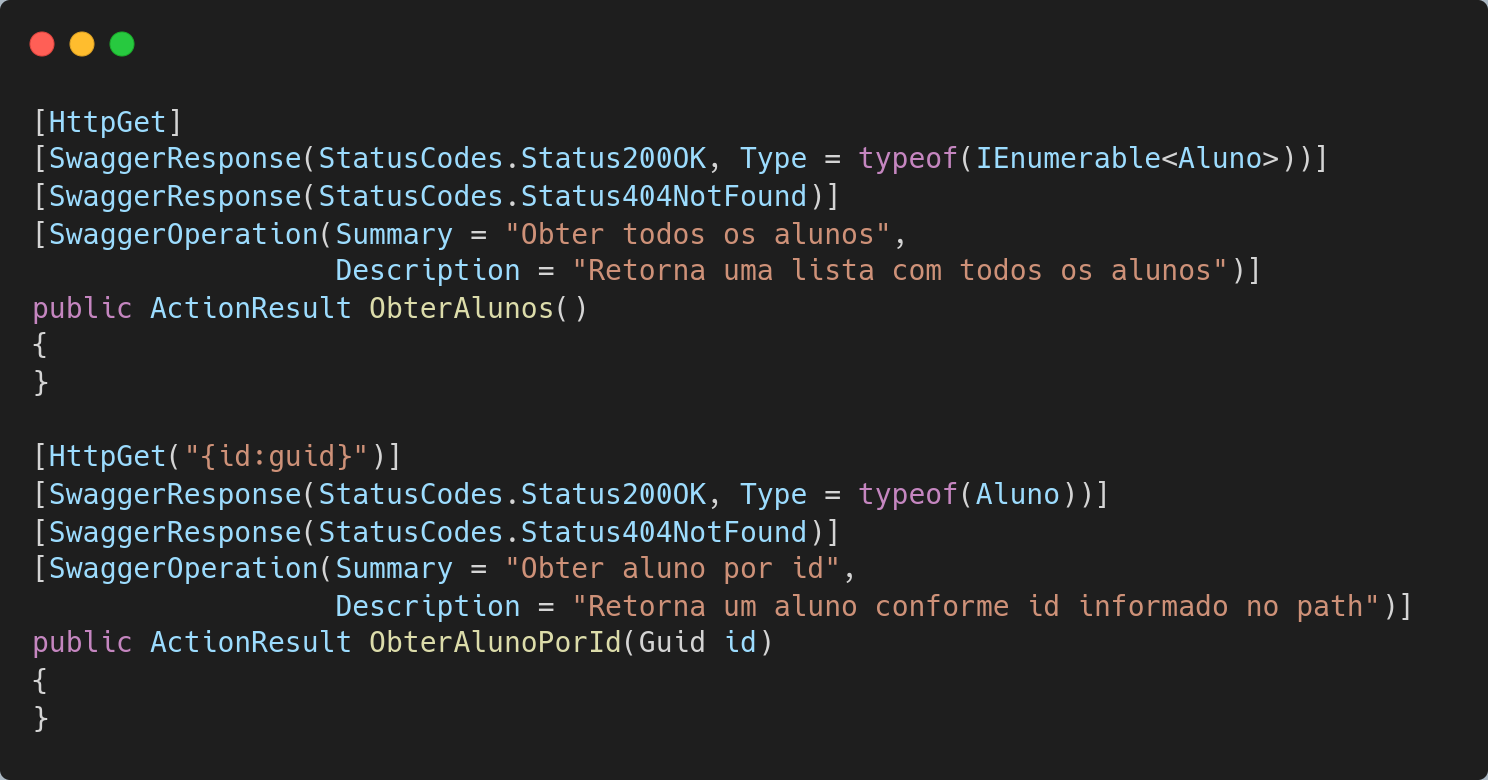 [HttpGet]
[SwaggerResponse(StatusCodes.Status200OK, Type = typeof(IEnumerable<Aluno>))]
[SwaggerResponse(StatusCodes.Status404NotFound)]
[SwaggerOperation(Summary = "Obter todos os alunos",
                  Description = "Retorna uma lista com todos os alunos")]
public ActionResult ObterAlunos()
{
}

[HttpGet("{id:guid}")]
[SwaggerResponse(StatusCodes.Status200OK, Type = typeof(Aluno))]
[SwaggerResponse(StatusCodes.Status404NotFound)]
[SwaggerOperation(Summary = "Obter aluno por id",
                  Description = "Retorna um aluno conforme id informado no path")]
public ActionResult ObterAlunoPorId(Guid id)
{
}